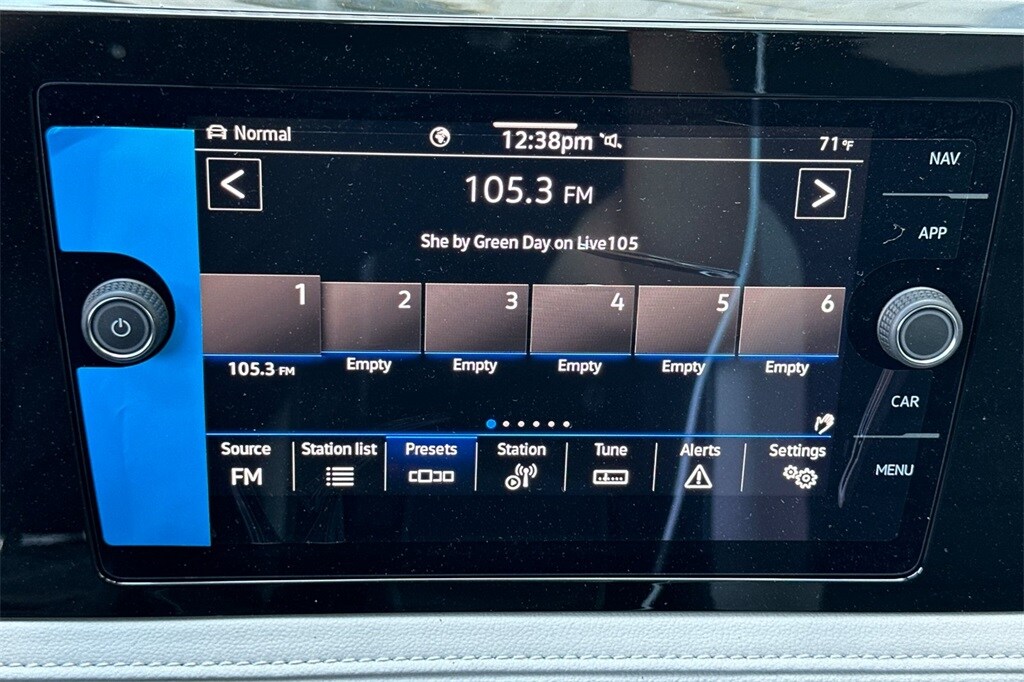 Normal 12:38pm 71°F
NAV
105.3 FM
APP
She by Green Day on Live105
1 2 3 4 5 6
105.3 FM Empty Empty Empty Empty Empty
CAR
Source Station list Presets Station Tune Alerts Settings
FM
MENU